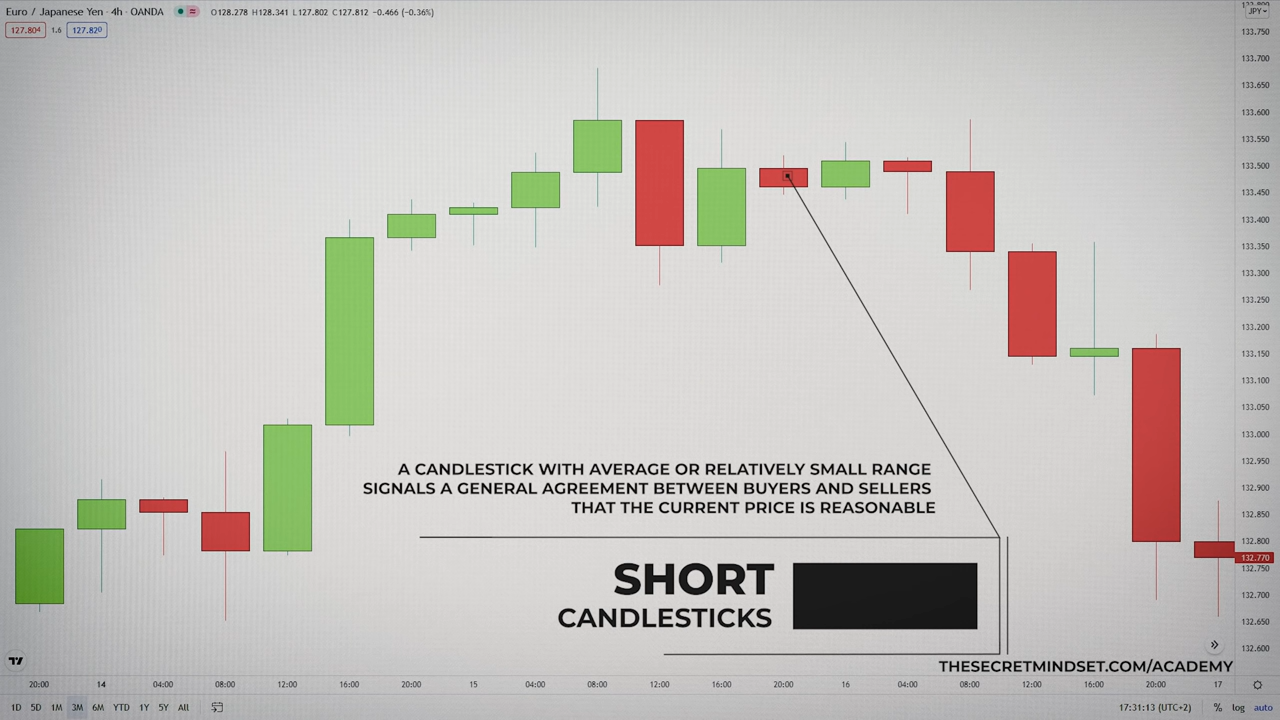 Euro / Japanese Yen · 4h · OANDA
O128.278 H128.341 L127.802 C127.812 −0.466 (−0.36%)
JPY
127.804 1.6 127.820
133.750
133.700
133.650
133.600
133.550
133.500
133.450
133.400
133.350
133.300
133.250
133.200
133.150
133.100
133.050
133.000
132.950
132.900
132.850
132.800
132.770
132.750
132.700
132.650
132.600
A CANDLESTICK WITH AVERAGE OR RELATIVELY SMALL RANGE
SIGNALS A GENERAL AGREEMENT BETWEEN BUYERS AND SELLERS
THAT THE CURRENT PRICE IS REASONABLE
SHORT
CANDLESTICKS
THESECRETMINDSET.COM/ACADEMY
20:00 14 04:00 08:00 12:00 16:00 20:00 15 04:00 08:00 12:00 16:00 20:00 16 04:00 08:00 12:00 16:00 20:00 17
1D 5D 1M 3M 6M YTD 1Y 5Y All 17:31:13 (UTC+2) % log auto